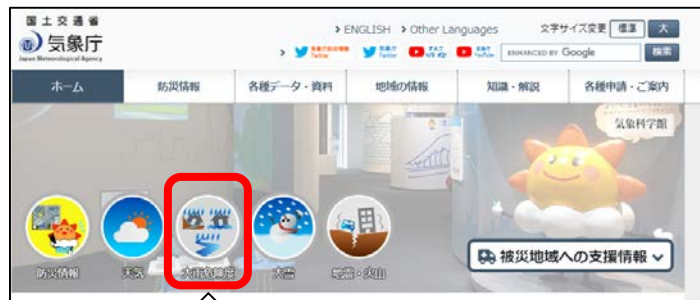 国土交通省
気象庁
Japan Meteorological Agency
ENGLISH Other Languages 文字サイズ変更 標準 大
Twitter Twitter YouTube ENHANCED BY Google 検索
ホーム 防災情報 各種データ・資料 地域の情報 知識・解説 各種申請・ご案内
気象科学館
防災情報 天気 大雨危険度 大雪 地震・火山
被災地域への支援情報